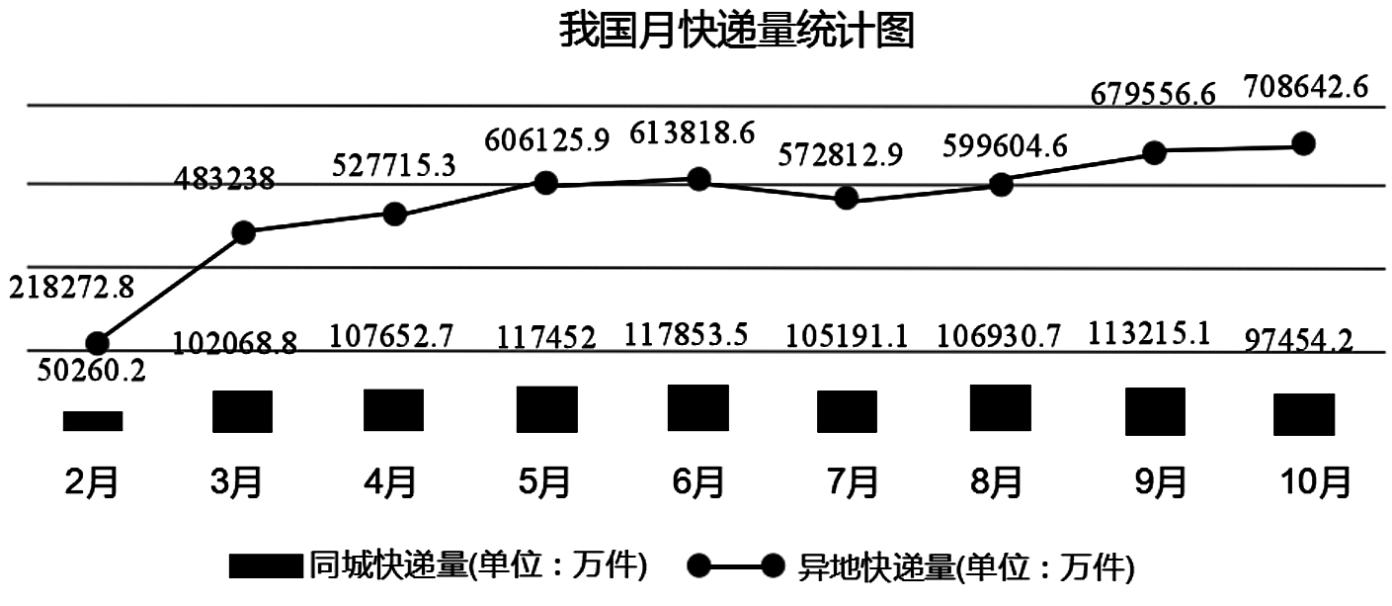 我国月快递量统计图
218272.8 483238 527715.3 606125.9 613818.6 572812.9 599604.6 679556.6 708642.6
50260.2 102068.8 107652.7 117452 117853.5 105191.1 106930.7 113215.1 97454.2
2月 3月 4月 5月 6月 7月 8月 9月 10月
同城快递量(单位：万件) 异地快递量(单位：万件)